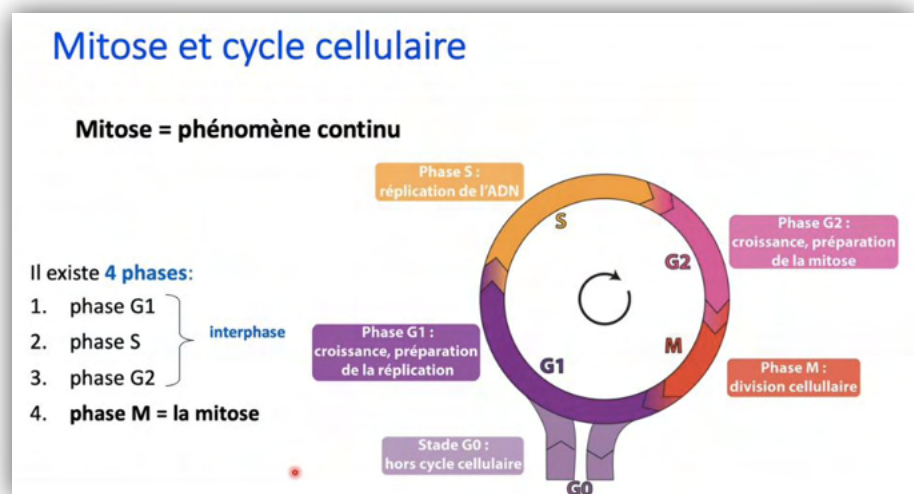 Mitose et cycle cellulaire
Mitose = phénomène continu
Phase S :
réplication de l'ADN
S
Phase G2 :
croissance, préparation
de la mitose
G2
Il existe 4 phases:
1. phase G1
2. phase S
3. phase G2
interphase
4. phase M = la mitose
Phase G1 :
croissance, préparation
de la réplication
G1
M
Phase M :
division cellullaire
Stade G0 :
hors cycle cellulaire
G0